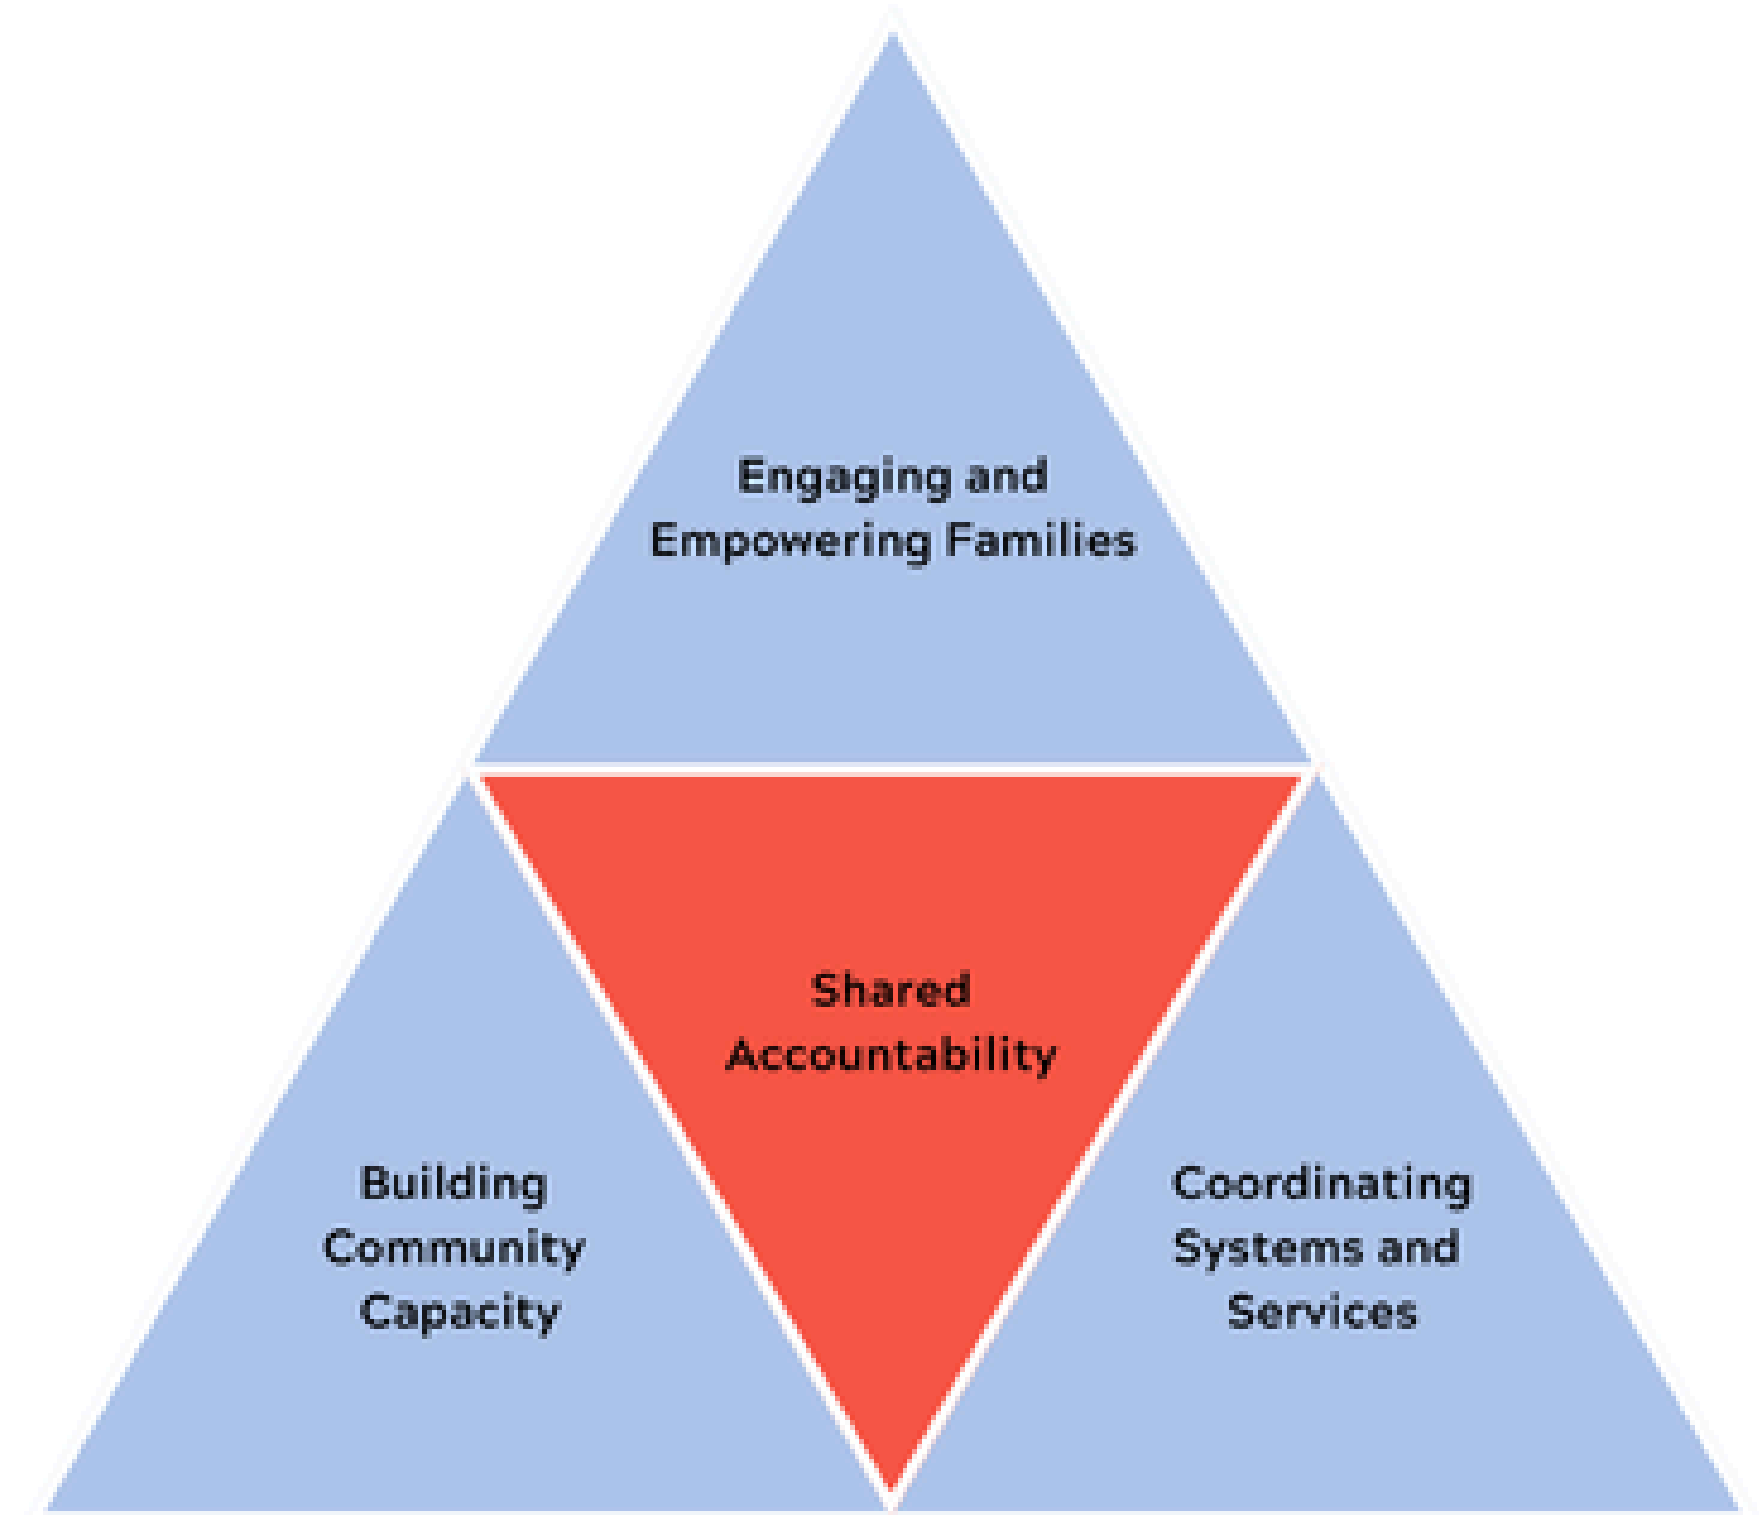 Engaging and
Empowering Families
Shared
Accountability
Building
Community
Capacity
Coordinating
Systems and
Services